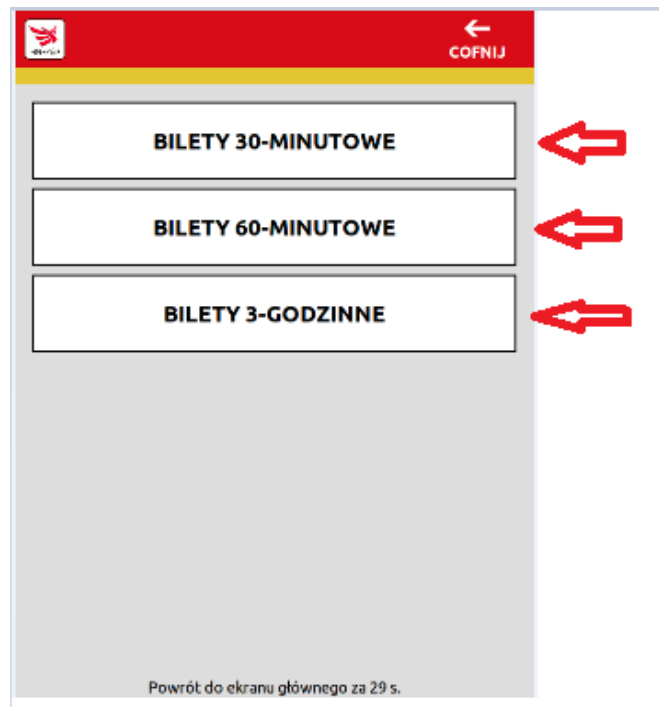 COFNIJ
BILETY 30-MINUTOWE
BILETY 60-MINUTOWE
BILETY 3-GODZINNE
Powrót do ekranu głównego za 29 s.